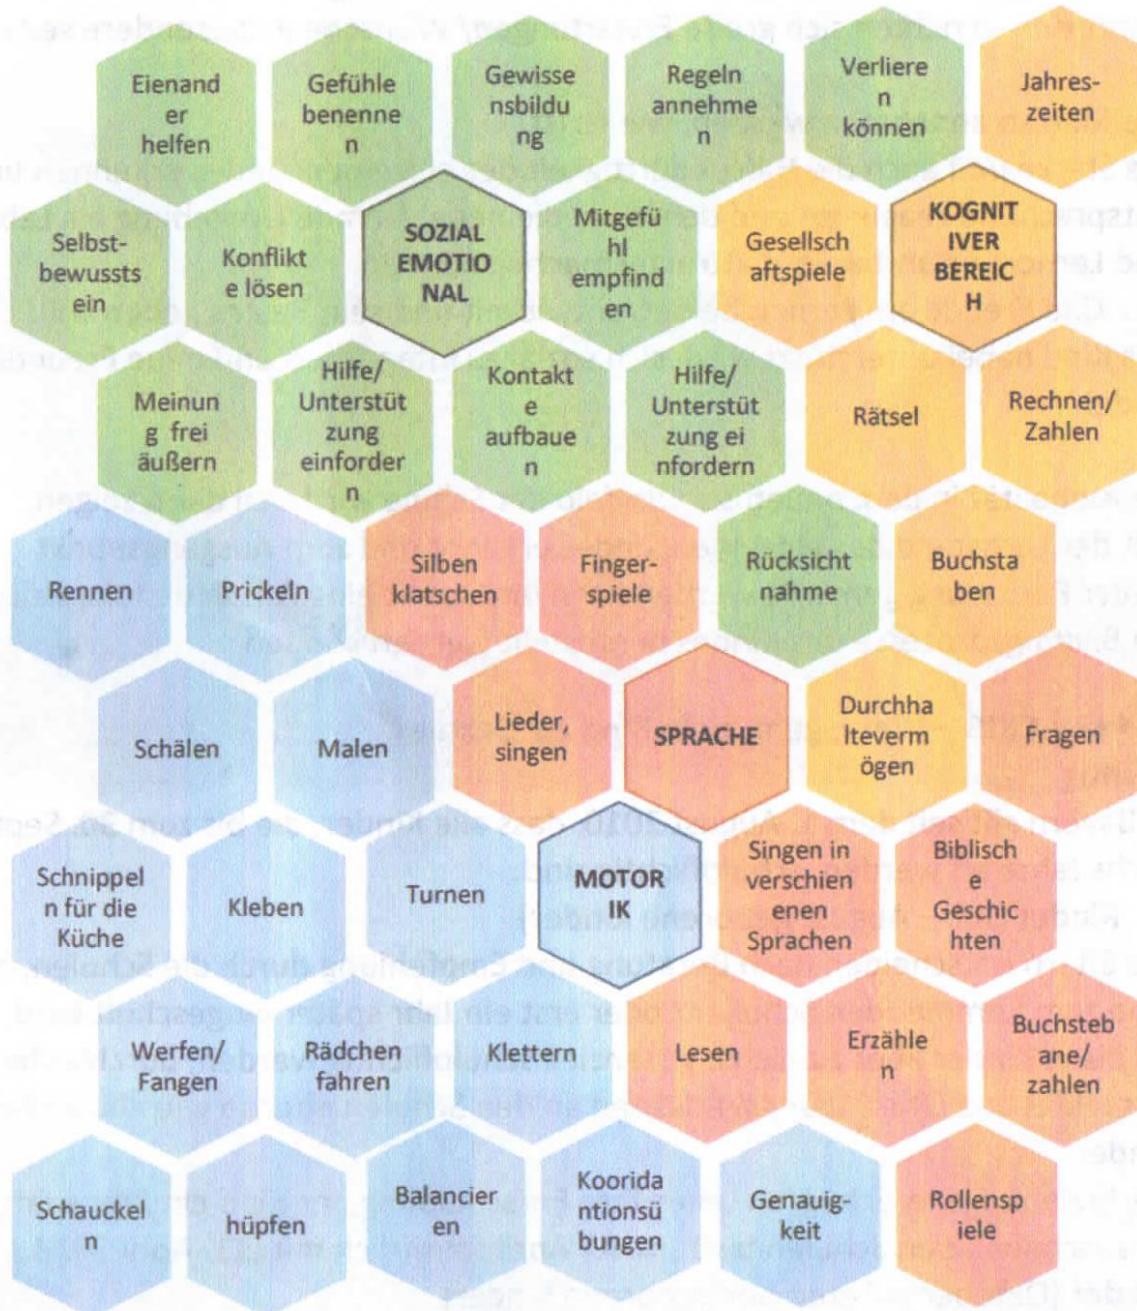 Eienand
er
helfen
Gefühle
benenne
n
Gewisse
nsbildu
ng
Regeln
annehme
n
Verliere
n
können
Jahres-
zeiten
Selbst-
bewussts
ein
Konflikt
e lösen
SOZIAL
EMOTIO
NAL
Mitgefü
hl
empfind
en
Gesellsch
aftspiele
KOGNIT
IVER
BEREIC
H
Meinun
g frei
äußern
Hilfe/
Unterstüt
zung
einforder
n
Kontakt
e
aufbaue
n
Hilfe/
Unterstüt
zung ei
nfordern
Rätsel
Rechnen/
Zahlen
Rennen
Prickeln
Silben
klatschen
Finger-
spiele
Rücksicht
nahme
Buchsta
ben
Schälen
Malen
Lieder,
singen
SPRACHE
Durchha
lteverm
ögen
Fragen
Schnippel
n für die
Küche
Kleben
Turnen
MOTOR
IK
Singen in
verschien
enen
Sprachen
Biblisch
e
Geschic
hten
Werfen/
Fangen
Rädchen
fahren
Klettern
Lesen
Erzähle
n
Buchsteb
ane/
zahlen
Schauckel
n
hüpfen
Balancier
en
Koorida
ntionsü
bungen
Genauig-
keit
Rollensp
iele